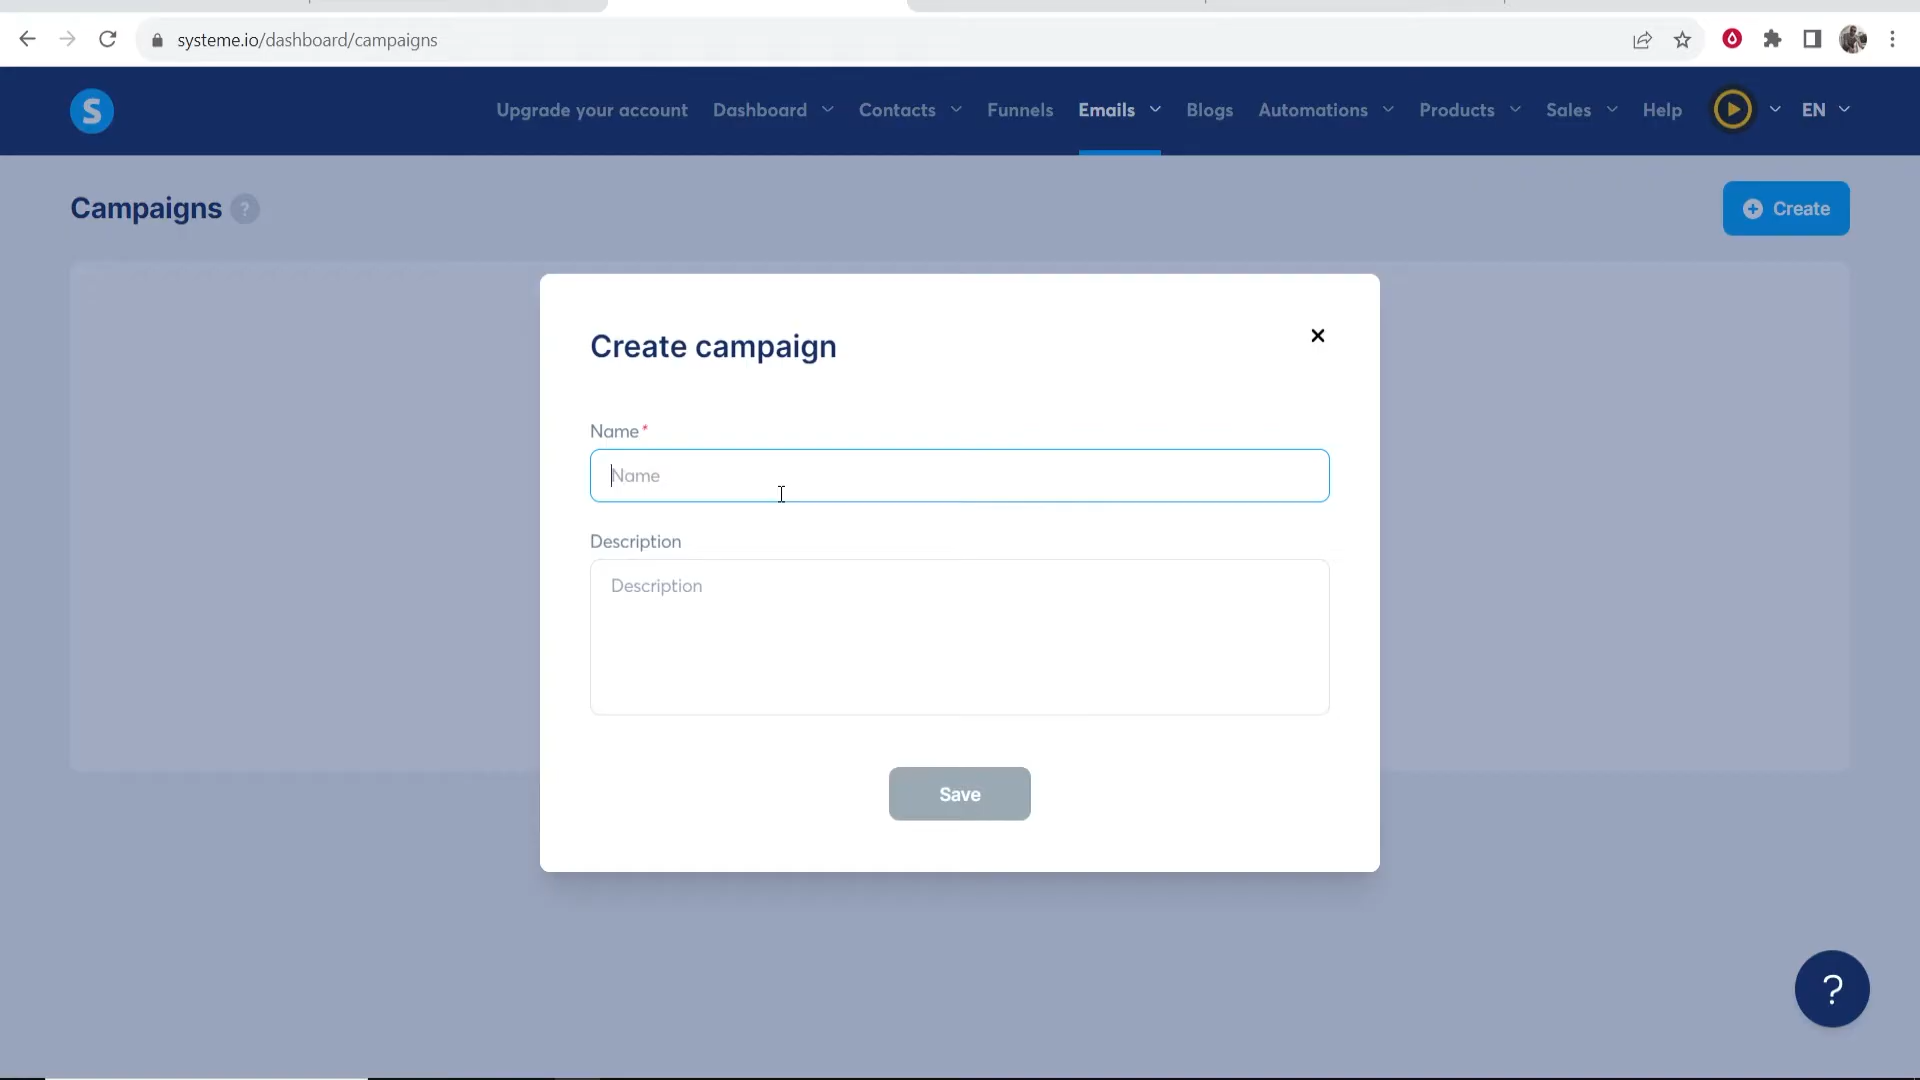 systeme.io/dashboard/campaigns
S Upgrade your account Dashboard Contacts Funnels Emails Blogs Automations Products Sales Help EN
Campaigns ?
Create
Create campaign
Name*
Name
Description
Description
Save
?